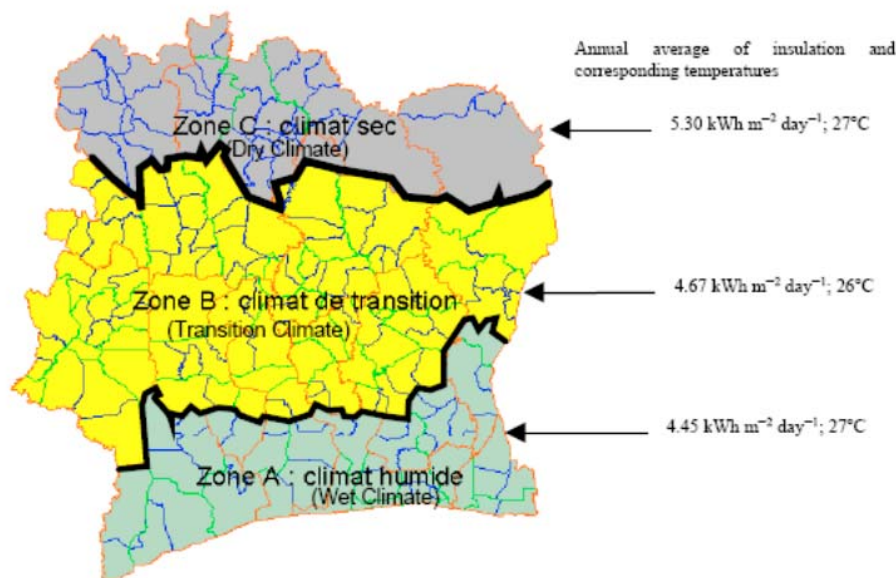 Annual average of insulation and
corresponding temperatures
Zone C : climat sec
(Dry Climate)
5.30 kWh m⁻² day⁻¹; 27°C
Zone B : climat de transition
(Transition Climate)
4.67 kWh m⁻² day⁻¹; 26°C
4.45 kWh m⁻² day⁻¹; 27°C
Zone A : climat humide
(Wet Climate)